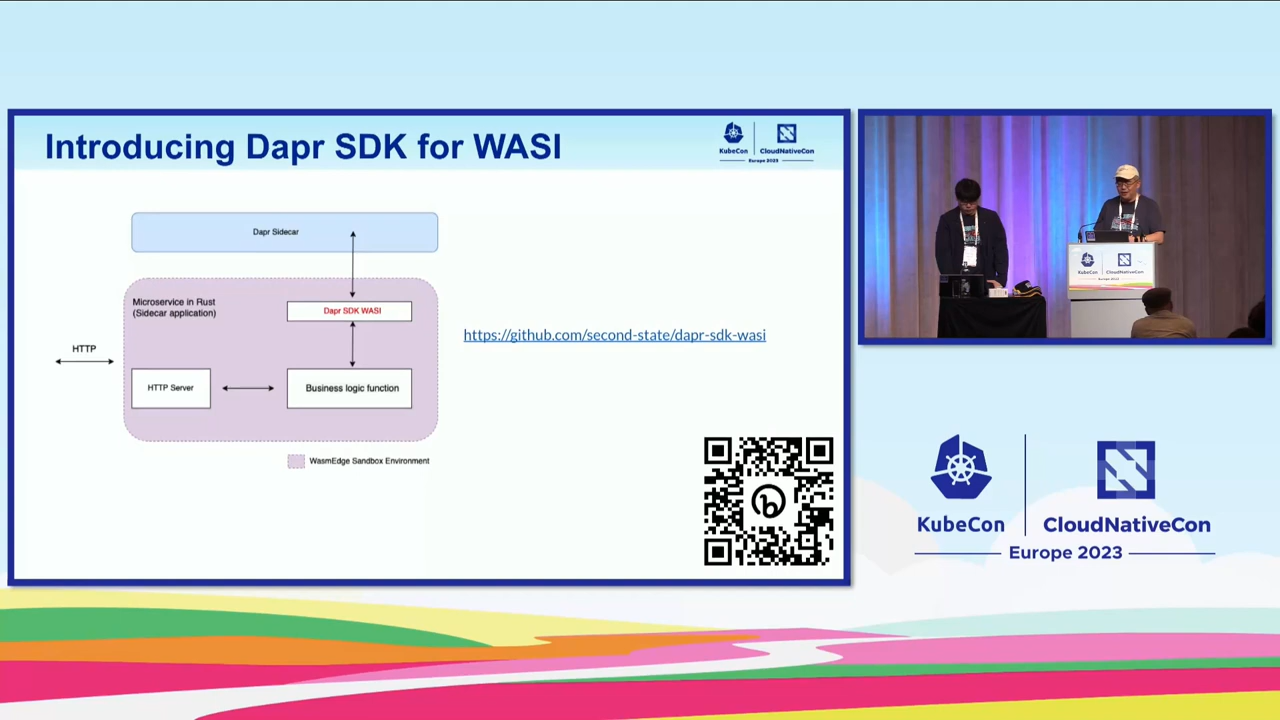 Introducing Dapr SDK for WASI
KubeCon
CloudNativeCon
Europe 2023
Dapr Sidecar
Microservice in Rust
(Sidecar application)
Dapr SDK WASI
HTTP
HTTP Server
Business logic function
WasmEdge Sandbox Environment
https://github.com/second-state/dapr-sdk-wasi
KubeCon
CloudNativeCon
KubeCon
CloudNativeCon
Europe 2023